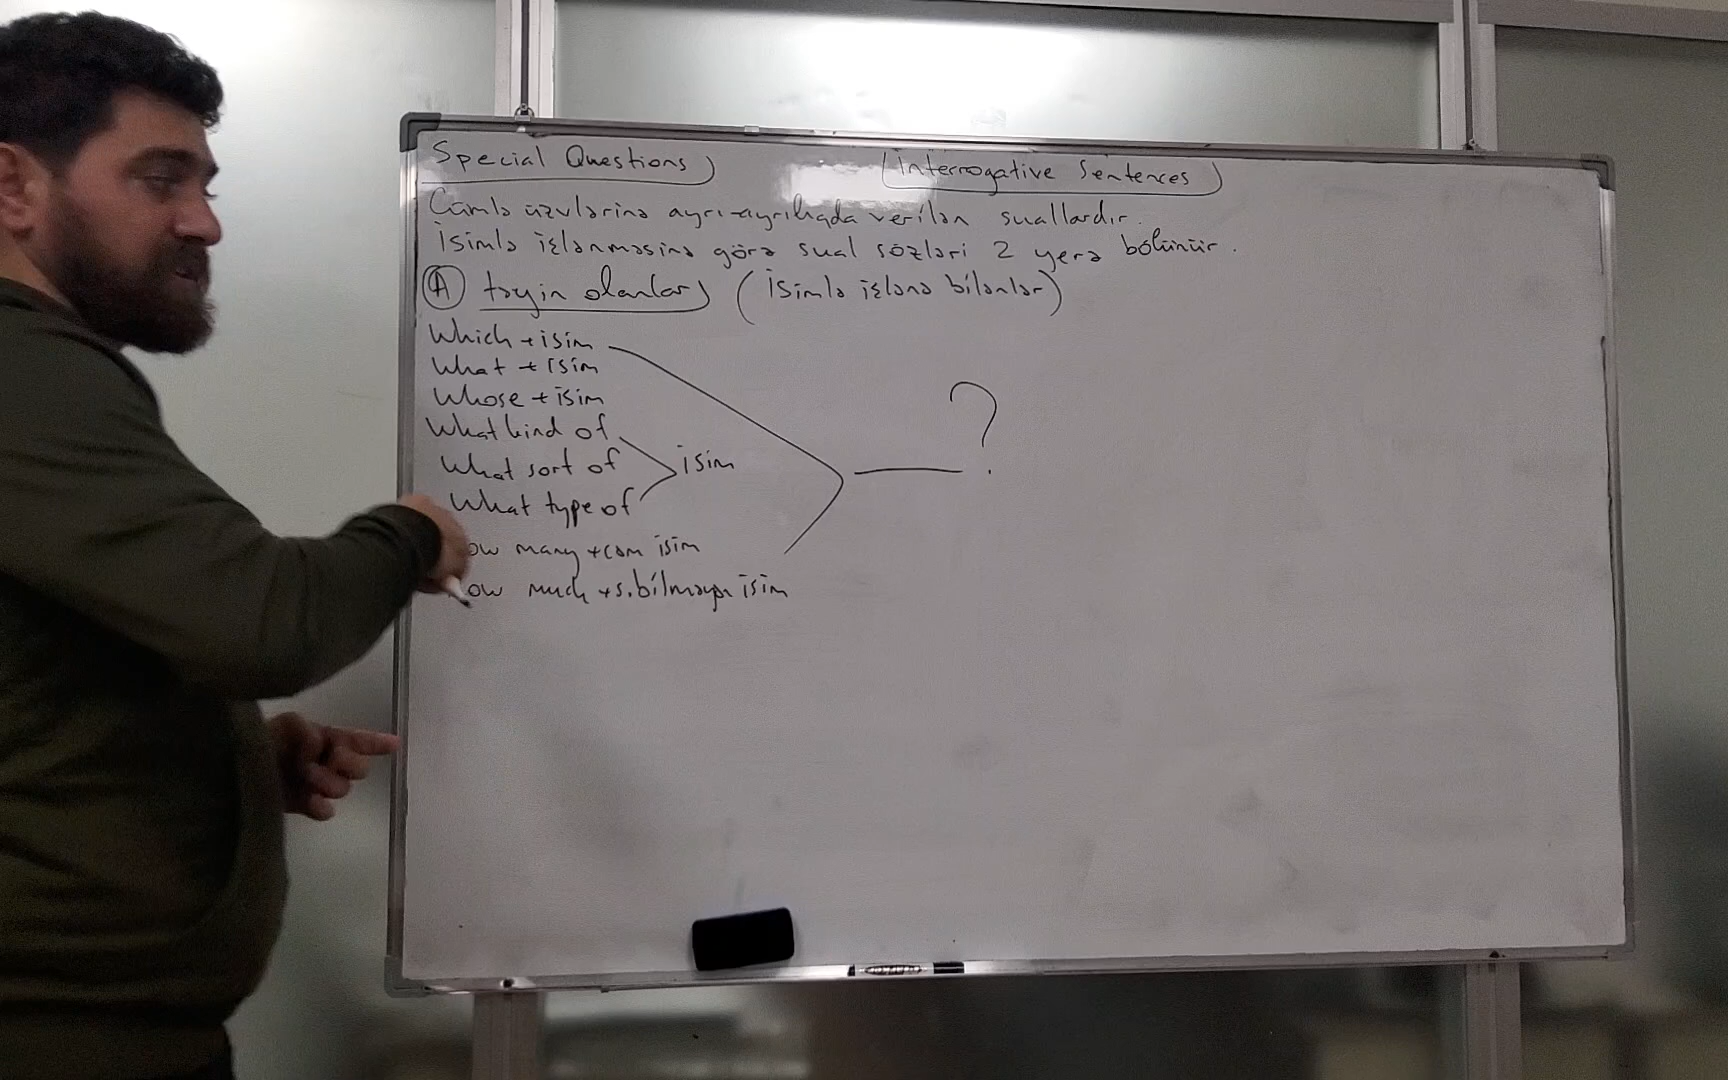 Special Questions
Interrogative Sentences
Cümlə üzvlərinə ayrı-ayrılıqda verilən suallardır.
İsimlə işlənməsinə görə sual sözləri 2 yerə bölünür.
A təyin olanlar (İsimlə işlənə bilənlər)
Which + isim
What + isim
Whose + isim
What kind of
What sort of
isim
What type of
ow many + cəm isim
ow much + s. bilməyən isim
?